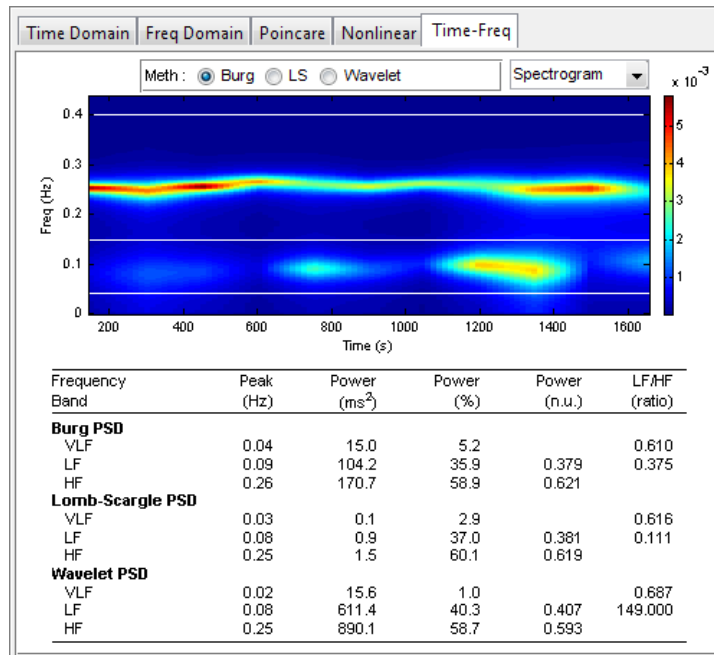 Time Domain Freq Domain Poincare Nonlinear Time-Freq
Meth : Burg LS Wavelet Spectrogram
x 10⁻³
0.4
0.3
0.2
0.1
0
Freq (Hz)
5
4
3
2
1
200 400 600 800 1000 1200 1400 1600
Time (s)
Frequency Peak Power Power Power LF/HF
Band (Hz) (ms²) (%) (n.u.) (ratio)
Burg PSD
VLF 0.04 15.0 5.2 0.610
LF 0.09 104.2 35.9 0.379 0.375
HF 0.26 170.7 58.9 0.621
Lomb-Scargle PSD
VLF 0.03 0.1 2.9 0.616
LF 0.08 0.9 37.0 0.381 0.111
HF 0.25 1.5 60.1 0.619
Wavelet PSD
VLF 0.02 15.6 1.0 0.687
LF 0.08 611.4 40.3 0.407 149.000
HF 0.25 890.1 58.7 0.593